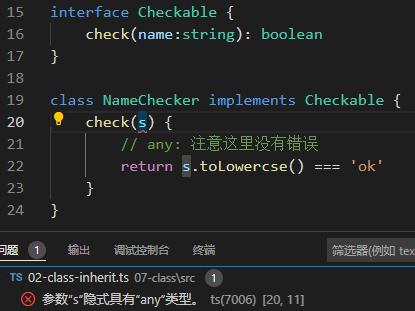 15 interface Checkable {
16 check(name:string): boolean
17 }
18
19 class NameChecker implements Checkable {
20 check(s) {
21 // any: 注意这里没有错误
22 return s.toLowercse() === 'ok'
23 }
24 }
问题 1 输出 调试控制台 终端 筛选器(例如 tex
TS 02-class-inherit.ts 07-class\src 1
参数“s”隐式具有“any”类型。 ts(7006) [20, 11]